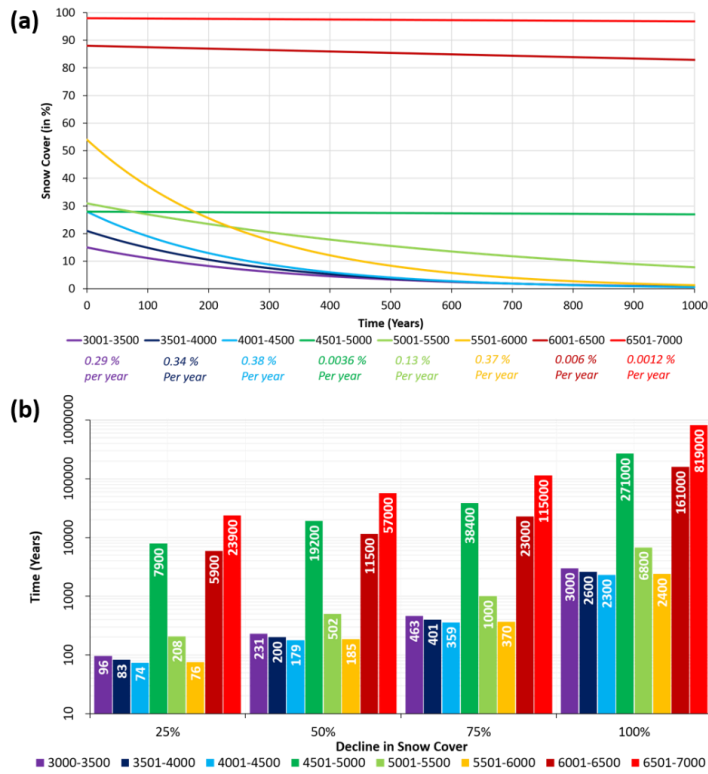 (a)
100
90
80
70
60
50
40
30
20
10
0
Snow Cover (in %)
0 100 200 300 400 500 600 700 800 900 1000
Time (Years)
3001-3500 3501-4000 4001-4500 4501-5000 5001-5500 5501-6000 6001-6500 6501-7000
0.29 % 0.34 % 0.38 % 0.0036 % 0.13 % 0.37 % 0.006 % 0.0012 %
per year Per year Per year Per year Per year Per year Per year Per year
(b)
1000000
100000
10000
1000
100
10
Time (Years)
96 83 74 7900 208 76 5900 23900
231 200 179 19200 502 185 11500 57000
463 401 359 38400 1000 370 23000 115000
3000 2600 2300 271000 6800 2400 161000 819000
25% 50% 75% 100%
Decline in Snow Cover
3000-3500 3501-4000 4001-4500 4501-5000 5001-5500 5501-6000 6001-6500 6501-7000